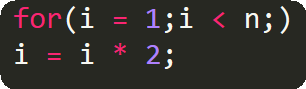 for(i = 1;i < n;)
i = i * 2;